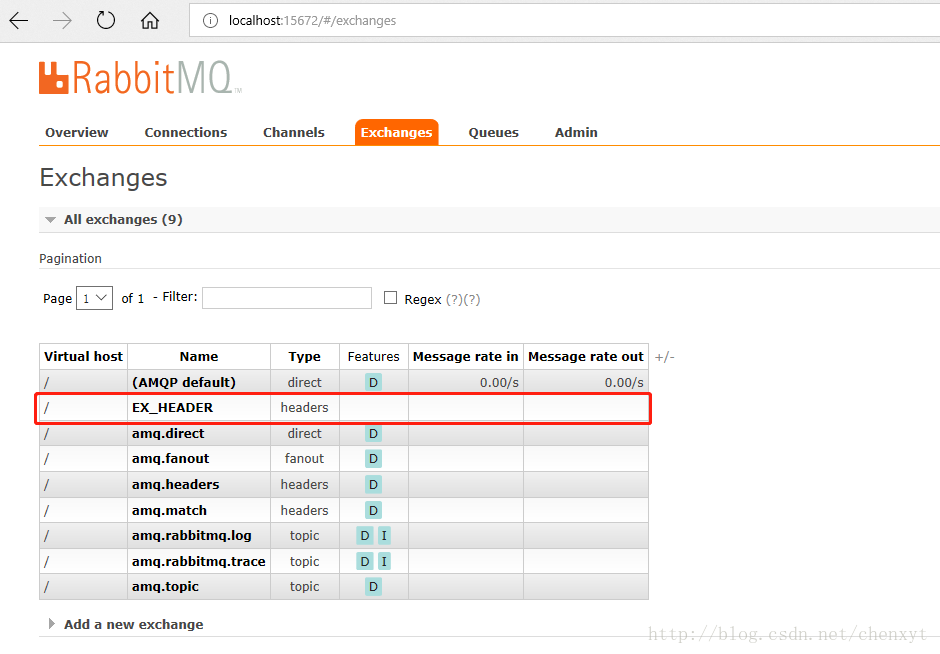 localhost:15672/#/exchanges
RabbitMQ TM
Overview Connections Channels Exchanges Queues Admin
Exchanges
All exchanges (9)
Pagination
Page 1 of 1 - Filter: Regex (?)(?)
Virtual host Name Type Features Message rate in Message rate out +/-
/ (AMQP default) direct D 0.00/s 0.00/s
/ EX_HEADER headers
/ amq.direct direct D
/ amq.fanout fanout D
/ amq.headers headers D
/ amq.match headers D
/ amq.rabbitmq.log topic D I
/ amq.rabbitmq.trace topic D I
/ amq.topic topic D
Add a new exchange
http://blog.csdn.net/chenxyt